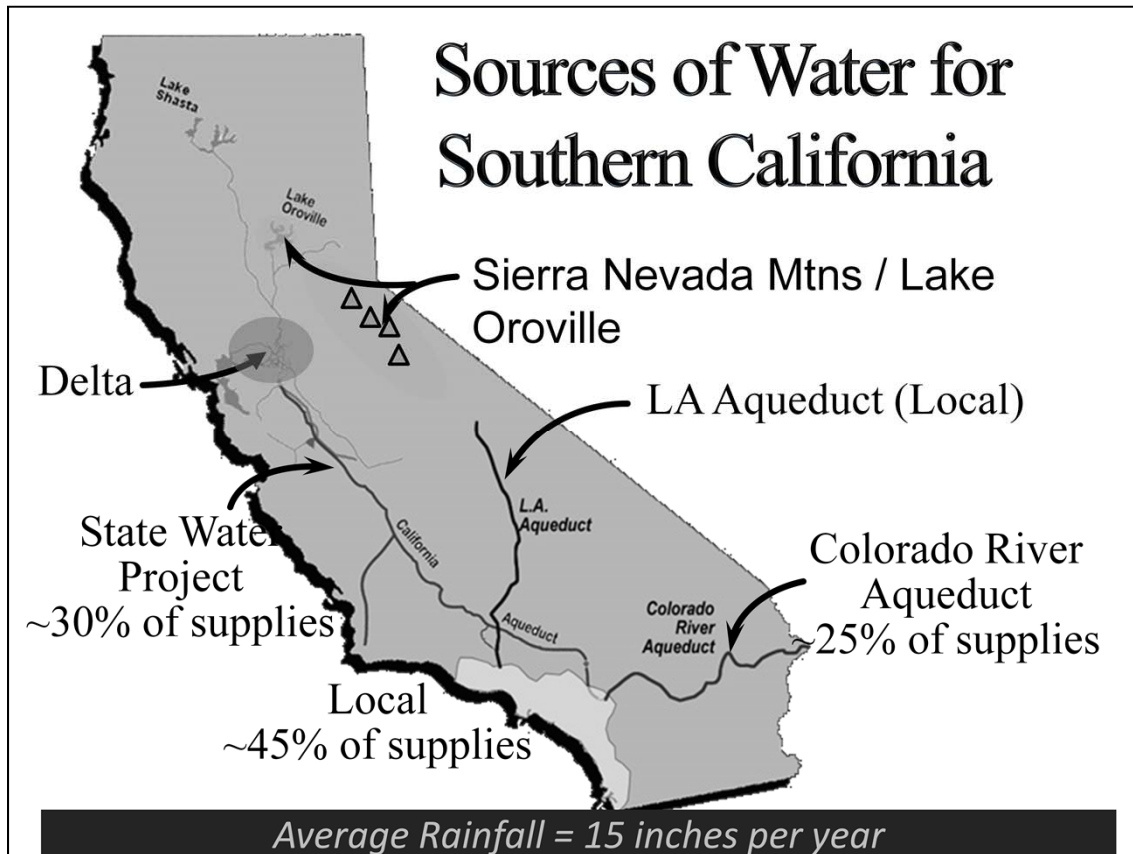 Sources of Water for
Southern California
Lake
Shasta
Lake
Oroville
Sierra Nevada Mtns / Lake
Oroville
Delta
LA Aqueduct (Local)
L.A.
Aqueduct
State Water
Project
~30% of supplies
California
Aqueduct
Colorado River
Aqueduct
~25% of supplies
Colorado
River
Aqueduct
Local
~45% of supplies
Average Rainfall = 15 inches per year